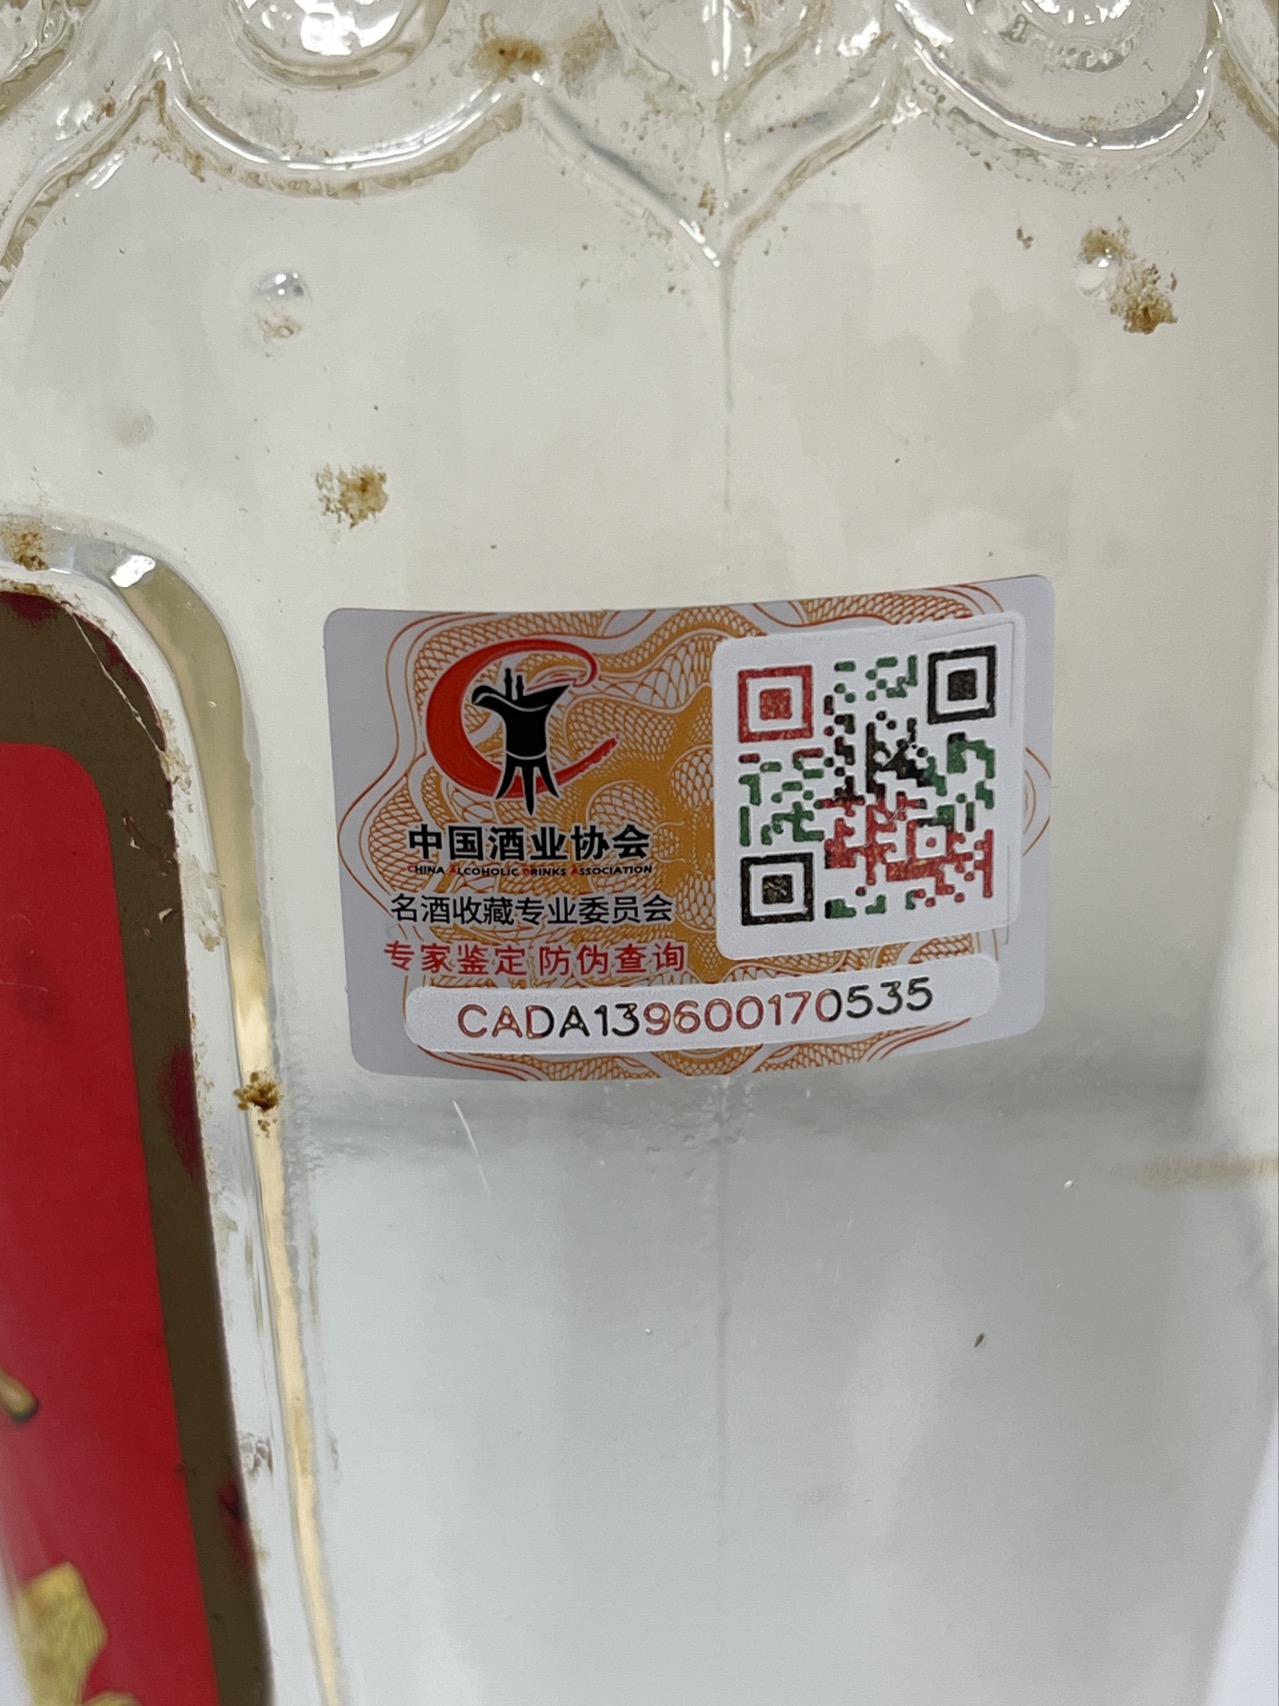 中国酒业协会
CHINA ALCOHOLIC DRINKS ASSOCIATION
名酒收藏专业委员会
专家鉴定 防伪查询
CADA139600170535